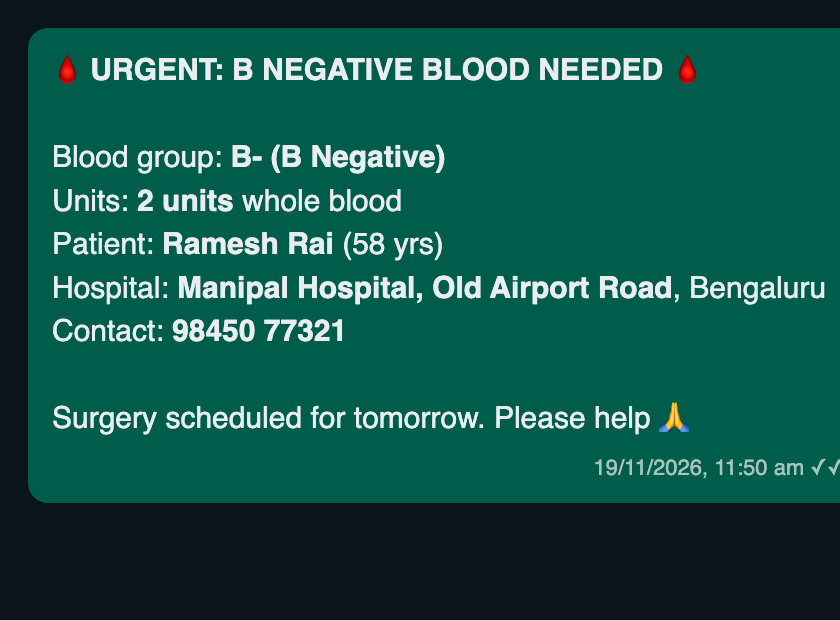 🩸 URGENT: B NEGATIVE BLOOD NEEDED 🩸
Blood group: B- (B Negative)
Units: 2 units whole blood
Patient: Ramesh Rai (58 yrs)
Hospital: Manipal Hospital, Old Airport Road, Bengaluru
Contact: 98450 77321
Surgery scheduled for tomorrow. Please help 🙏
19/11/2026, 11:50 am ✓✓